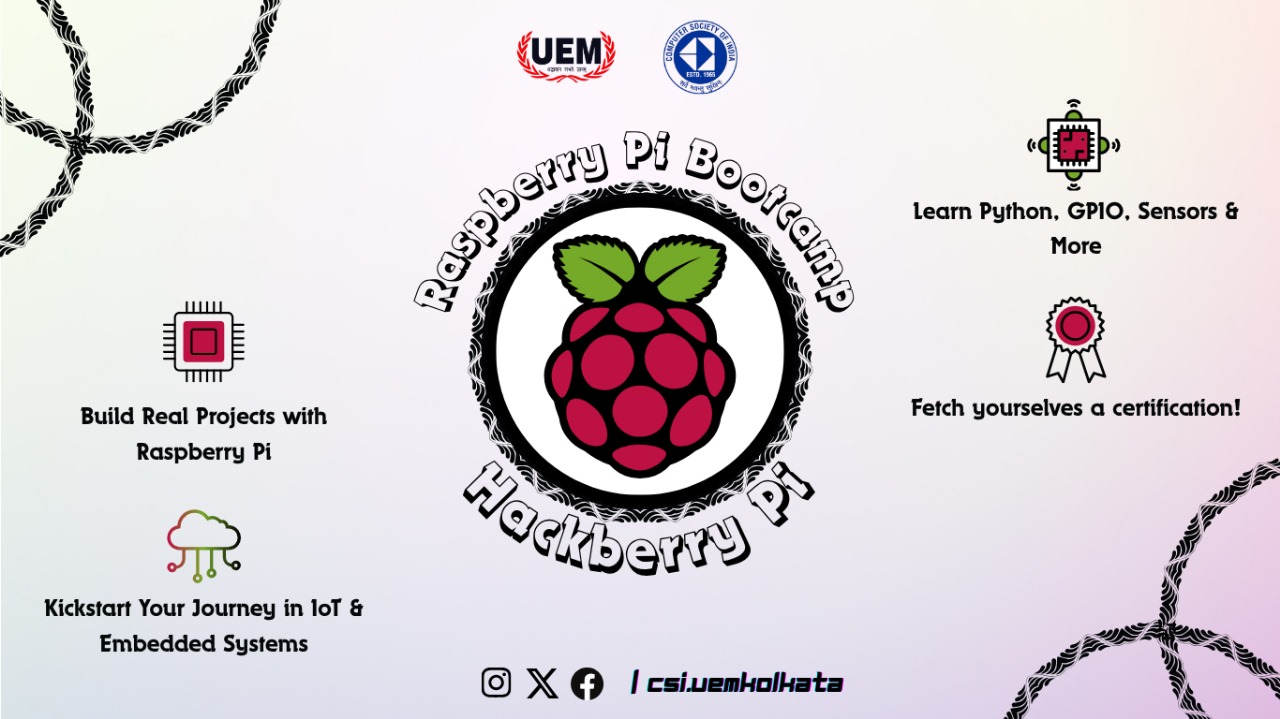 UEM
COMPUTER SOCIETY OF INDIA
ESTD. 1965
Raspberry Pi Bootcamp
Hackberry Pi
Build Real Projects with
Raspberry Pi
Kickstart Your Journey in IoT &
Embedded Systems
Learn Python, GPIO, Sensors &
More
Fetch yourselves a certification!
| csi.uemkolkata